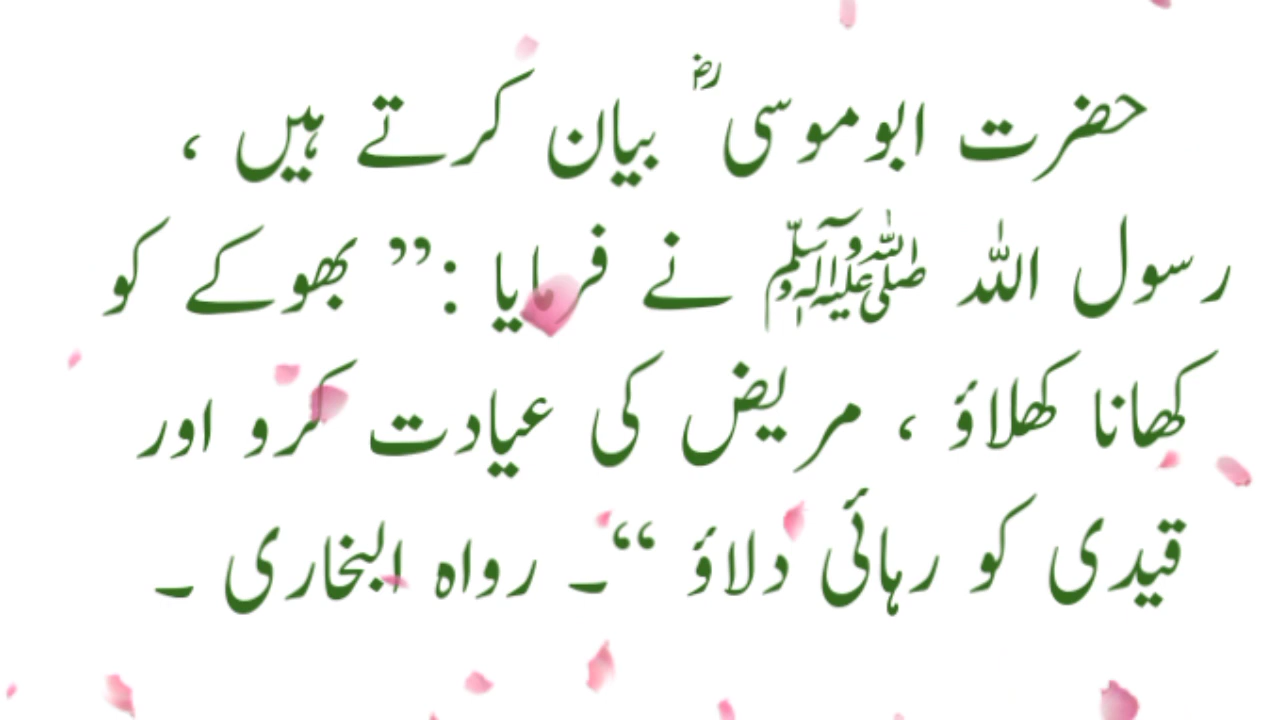 حضرت ابوموسی ؓ بیان کرتے ہیں ،
رسول اللہ ﷺ نے فرمایا :” بھوکے کو
کھانا کھلاؤ ، مریض کی عیادت کرو اور
قیدی کو رہائی دلاؤ “۔ رواہ البخاری ۔